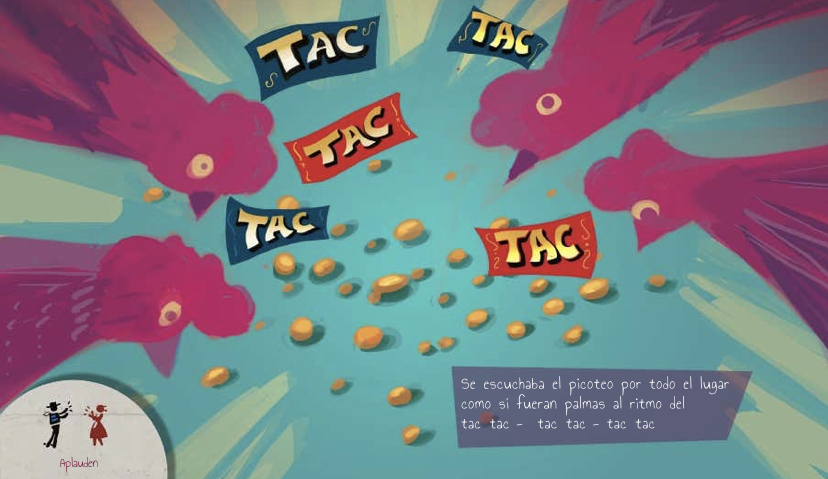 TAC
TAC
TAC
TAC
TAC
Se escuchaba el picoteo por todo el lugar
como si fueran palmas al ritmo del
tac tac - tac tac - tac tac
Aplauden